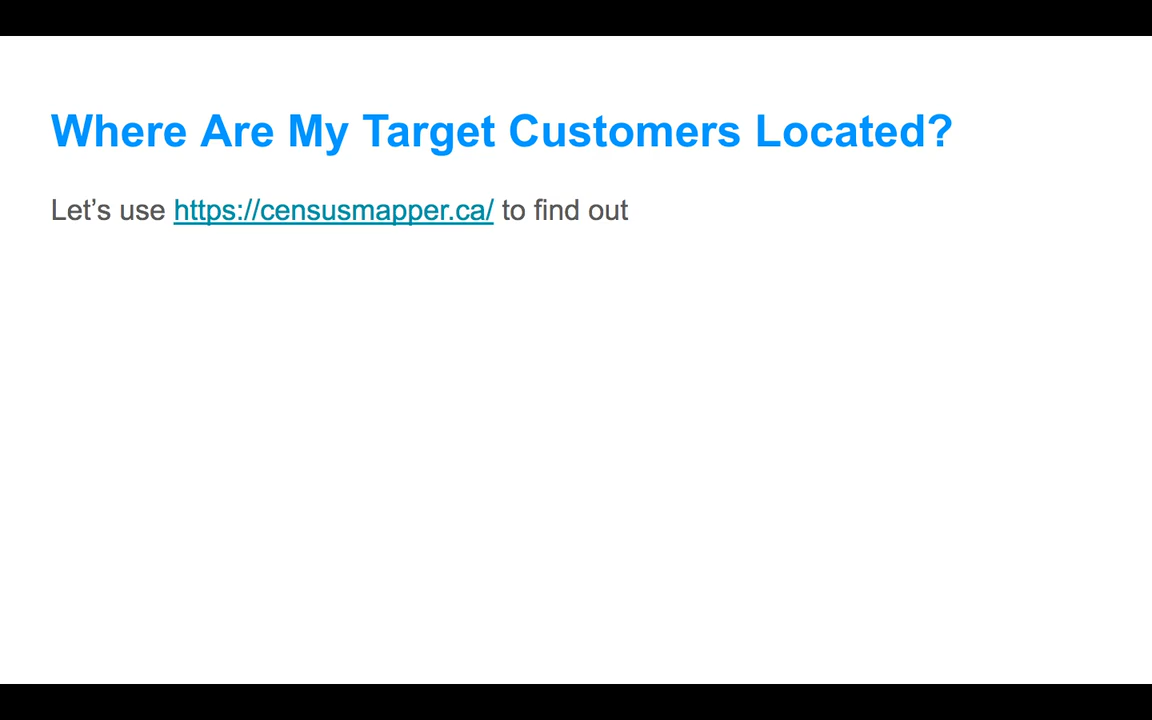 Where Are My Target Customers Located?
Let’s use https://censusmapper.ca/ to find out